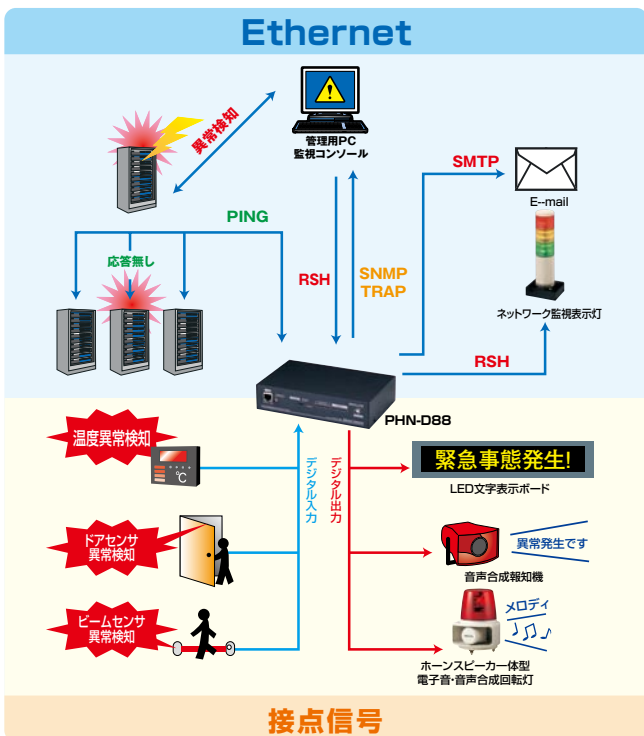 Ethernet
異常検知
管理用PC
監視コンソール
SMTP
E--mail
PING
応答無し
RSH
SNMP
TRAP
ネットワーク監視表示灯
RSH
PHN-D88
温度異常検知
℃
デジタル入力
デジタル出力
緊急事態発生!
LED文字表示ボード
ドアセンサ
異常検知
異常発生です
音声合成報知機
ビームセンサ
異常検知
メロディ
ホーンスピーカ一体型
電子音・音声合成回転灯
接点信号